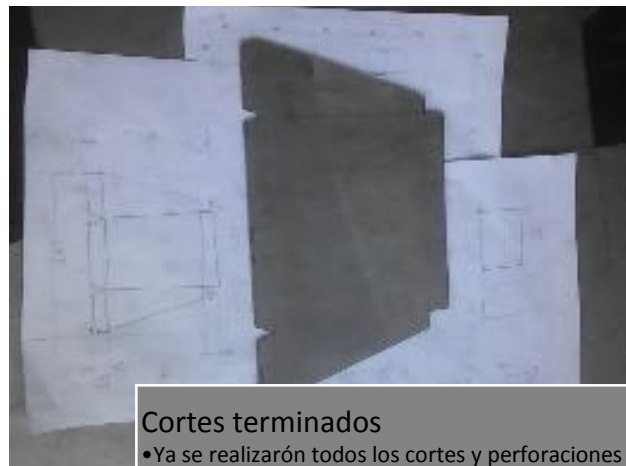 Cortes terminados
•Ya se realizarón todos los cortes y perforaciones